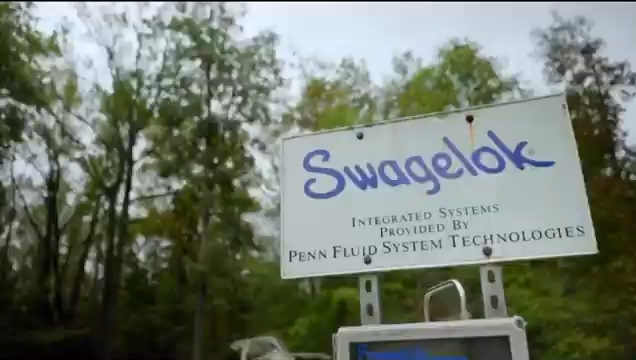 Swagelok
INTEGRATED SYSTEMS
PROVIDED BY
PENN FLUID SYSTEM TECHNOLOGIES